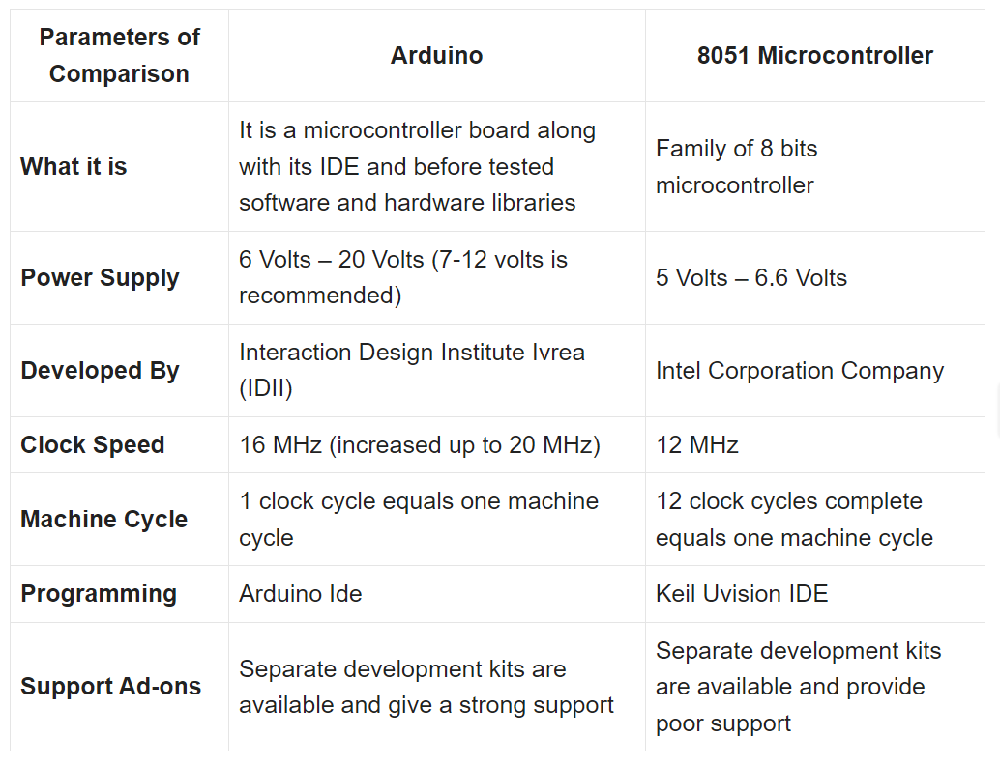 Parameters of
Comparison
Arduino
8051 Microcontroller
What it is
It is a microcontroller board along
with its IDE and before tested
software and hardware libraries
Family of 8 bits
microcontroller
Power Supply
6 Volts – 20 Volts (7-12 volts is
recommended)
5 Volts – 6.6 Volts
Developed By
Interaction Design Institute Ivrea
(IDII)
Intel Corporation Company
Clock Speed
16 MHz (increased up to 20 MHz)
12 MHz
Machine Cycle
1 clock cycle equals one machine
cycle
12 clock cycles complete
equals one machine cycle
Programming
Arduino Ide
Keil Uvision IDE
Support Ad-ons
Separate development kits are
available and give a strong support
Separate development kits
are available and provide
poor support